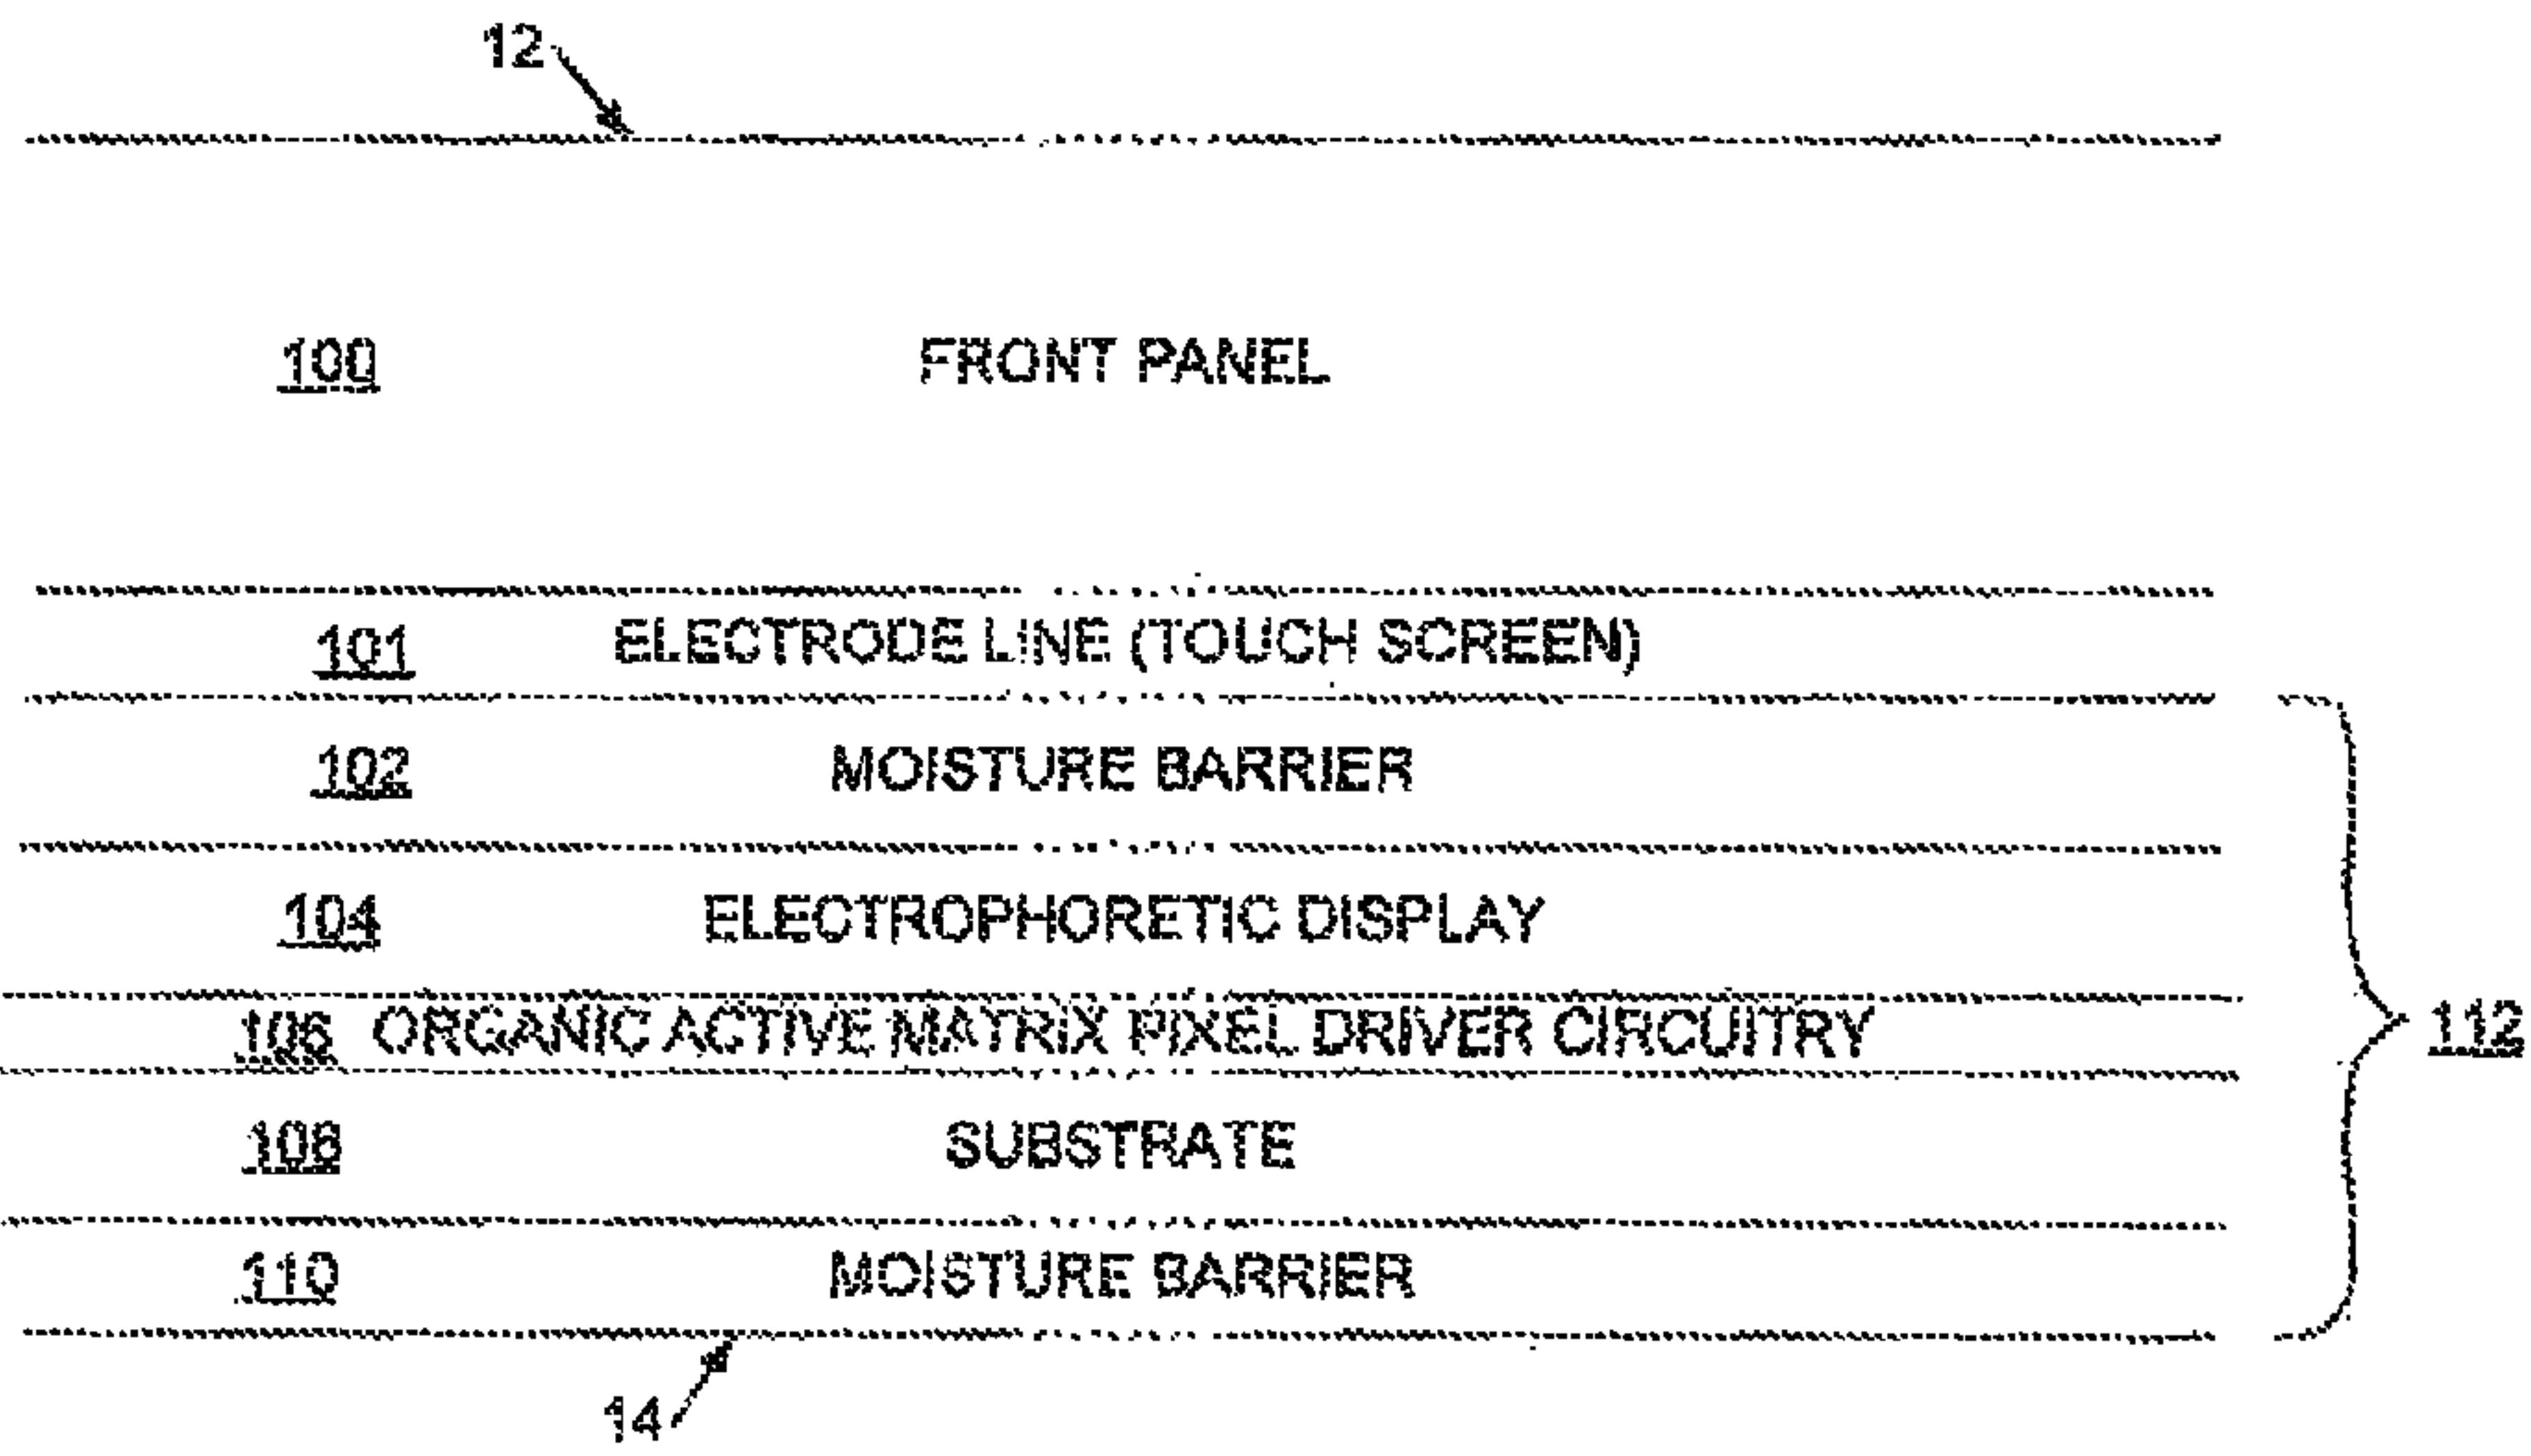 12
100 FRONT PANEL
101 ELECTRODE LINE (TOUCH SCREEN)
102 MOISTURE BARRIER
104 ELECTROPHORETIC DISPLAY
106 ORGANIC ACTIVE MATRIX PIXEL DRIVER CIRCUITRY
112
108 SUBSTRATE
110 MOISTURE BARRIER
14